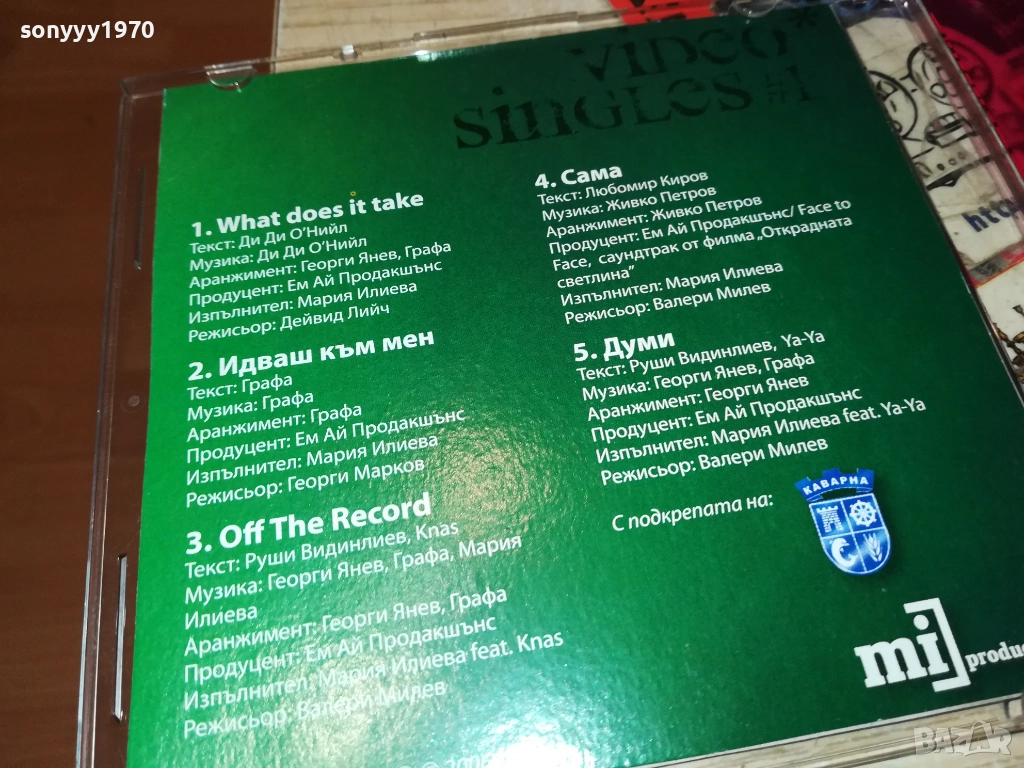 sonyyy1970
video*
singles #1
1. What does it take
Текст: Ди Ди О'Нийл
Музика: Ди Ди О'Нийл
Аранжимент: Георги Янев, Графа
Продуцент: Ем Ай Продакшънс
Изпълнител: Мария Илиева
Режисьор: Дейвид Лийч
2. Идваш към мен
Текст: Графа
Музика: Графа
Аранжимент: Графа
Продуцент: Ем Ай Продакшънс
Изпълнител: Мария Илиева
Режисьор: Георги Марков
3. Off The Record
Текст: Руши Видинлиев, Knas
Музика: Георги Янев, Графа, Мария
Илиева
Аранжимент: Георги Янев, Графа
Продуцент: Ем Ай Продакшънс
Изпълнител: Мария Илиева feat. Knas
Режисьор: Валери Милев
4. Сама
Текст: Любомир Киров
Музика: Живко Петров
Аранжимент: Живко Петров
Продуцент: Ем Ай Продакшънс/ Face to
Face, саундтрак от филма „Откраднатa
светлина"
Изпълнител: Мария Илиева
Режисьор: Валери Милев
5. Думи
Текст: Руши Видинлиев, Ya-Ya
Музика: Георги Янев, Графа
Аранжимент: Георги Янев
Продуцент: Ем Ай Продакшънс
Изпълнител: Мария Илиева feat. Ya-Ya
Режисьор: Валери Милев
С подкрепата на:
КАВАРНА
mi] produc
BAZAR